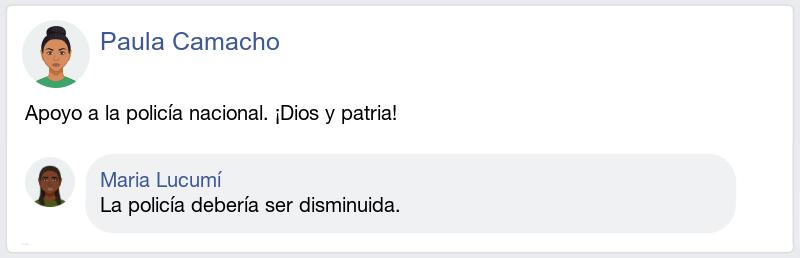 Paula Camacho
Apoyo a la policía nacional. ¡Dios y patria!
Maria Lucumí
La policía debería ser disminuida.